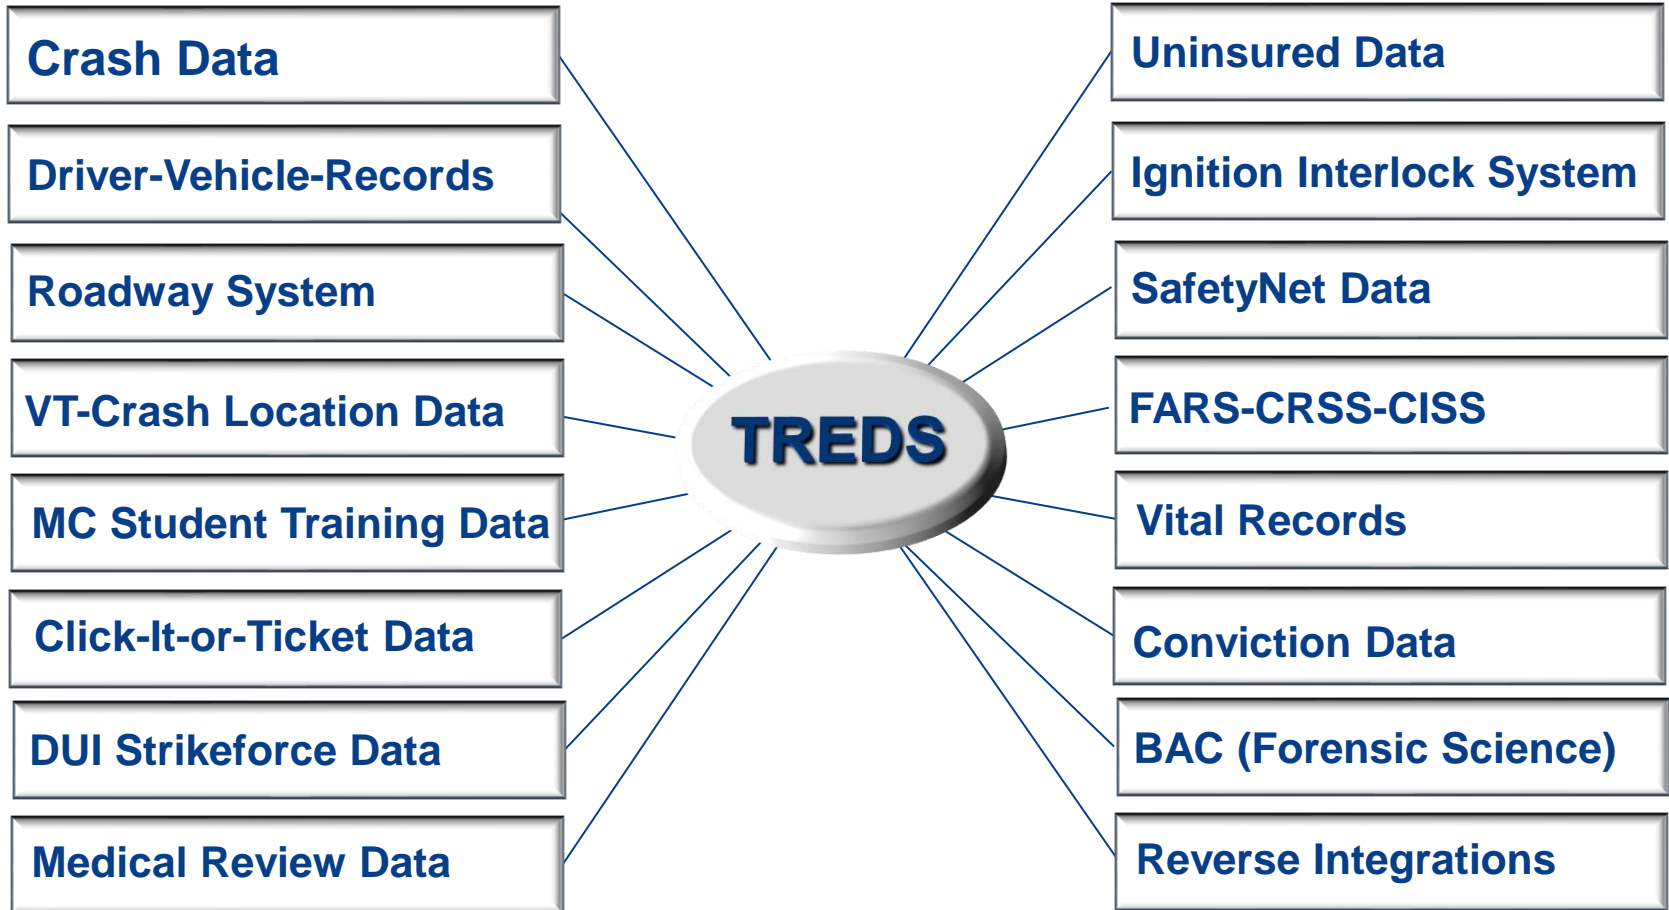 Crash Data
Driver-Vehicle-Records
Roadway System
VT-Crash Location Data
MC Student Training Data
Click-It-or-Ticket Data
DUI Strikeforce Data
Medical Review Data
TREDS
Uninsured Data
Ignition Interlock System
SafetyNet Data
FARS-CRSS-CISS
Vital Records
Conviction Data
BAC (Forensic Science)
Reverse Integrations